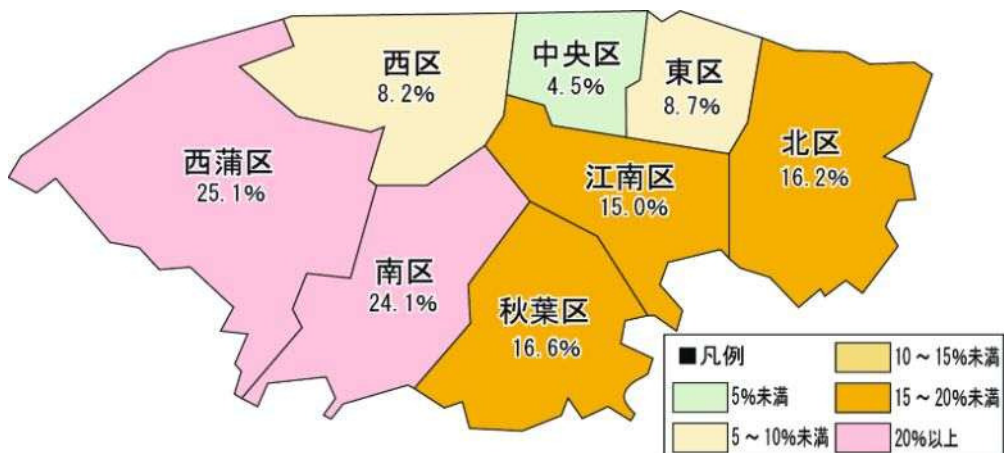 西区
8.2%
中央区
4.5%
東区
8.7%
北区
16.2%
西蒲区
25.1%
江南区
15.0%
南区
24.1%
秋葉区
16.6%
■凡例
10～15%未満
5%未満
15～20%未満
5～10%未満
20%以上